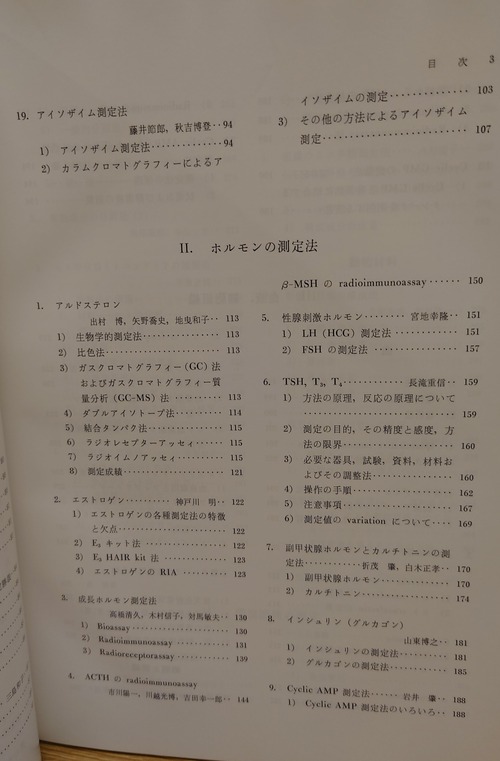 目 次 3
19. アイソザイム測定法
藤井節郎, 秋吉博登‥94
1) アイソザイム測定法‥‥‥‥‥‥94
2) カラムクロマトグラフィーによるア
イソザイムの測定‥‥‥‥‥‥103
3) その他の方法によるアイソザイム
測定‥‥‥‥‥‥‥‥‥‥‥107
II. ホルモンの測定法
1. アルドステロン
出村 博, 矢野喬史, 地曳和子‥ 113
1) 生物学的測定法‥‥‥‥‥‥‥ 113
2) 比色法‥‥‥‥‥‥‥‥‥‥‥ 113
3) ガスクロマトグラフィー(GC)法
およびガスクロマトグラフィー質
量分析 (GC-MS) 法 ‥‥‥‥ 113
4) ダブルアイソトープ法‥‥‥‥ 114
5) 結合タンパク法‥‥‥‥‥‥‥ 115
6) ラジオレセプターアッセィ‥‥ 115
7) ラジオイムノアッセィ‥‥‥‥ 115
8) 測定成績‥‥‥‥‥‥‥‥‥‥ 121
2. エストロゲン‥‥‥‥ 神戸川 明‥ 122
1) エストロゲンの各種測定法の特徴
と欠点‥‥‥‥‥‥‥‥‥‥‥ 122
2) E₃ キット法 ‥‥‥‥‥‥‥‥ 122
3) E₃ HAIR kit 法 ‥‥‥‥‥‥ 123
4) エストロゲンの RIA ‥‥‥‥‥ 123
3. 成長ホルモン測定法
高橋清久, 木村信子, 対馬敏夫‥ 130
1) Bioassay‥‥‥‥‥‥‥‥‥‥ 130
2) Radioimmunoassay‥‥‥‥‥ 131
3) Radioreceptorassay‥‥‥‥‥ 139
4. ACTH の radioimmunoassay
市川陽一, 川越光博, 吉田幸一郎‥ 144
β-MSH の radioimmunoassay‥‥‥ 150
5. 性腺刺激ホルモン‥‥‥‥ 宮地幸隆‥ 151
1) LH (HCG) 測定法 ‥‥‥‥‥‥ 151
2) FSH の測定法 ‥‥‥‥‥‥‥‥ 157
6. TSH, T₃, T₄‥‥‥‥‥‥長滝重信‥ 159
1) 方法の原理, 反応の原理について
‥‥‥‥‥‥‥‥‥‥‥‥‥‥ 159
2) 測定の目的, その精度と感度, 方
法の限界‥‥‥‥‥‥‥‥‥‥ 160
3) 必要な器具, 試験, 資料, 材料お
よびその調整法‥‥‥‥‥‥‥ 160
4) 操作の手順‥‥‥‥‥‥‥‥‥ 162
5) 注意事項‥‥‥‥‥‥‥‥‥‥ 167
6) 測定値の variation について‥‥ 169
7. 副甲状腺ホルモンとカルチトニンの測
定法‥‥‥‥‥折茂 肇, 白木正孝‥ 170
1) 副甲状腺ホルモン‥‥‥‥‥‥ 170
2) カルチトニン‥‥‥‥‥‥‥‥ 174
8. インシュリン (グルカゴン)
山東博之‥ 181
1) インシュリンの測定法‥‥‥‥ 181
2) グルカゴンの測定法‥‥‥‥‥ 185
9. Cyclic AMP 測定法‥‥‥ 岩井 肇‥ 188
1) Cyclic AMP 測定法のいろいろ‥ 188